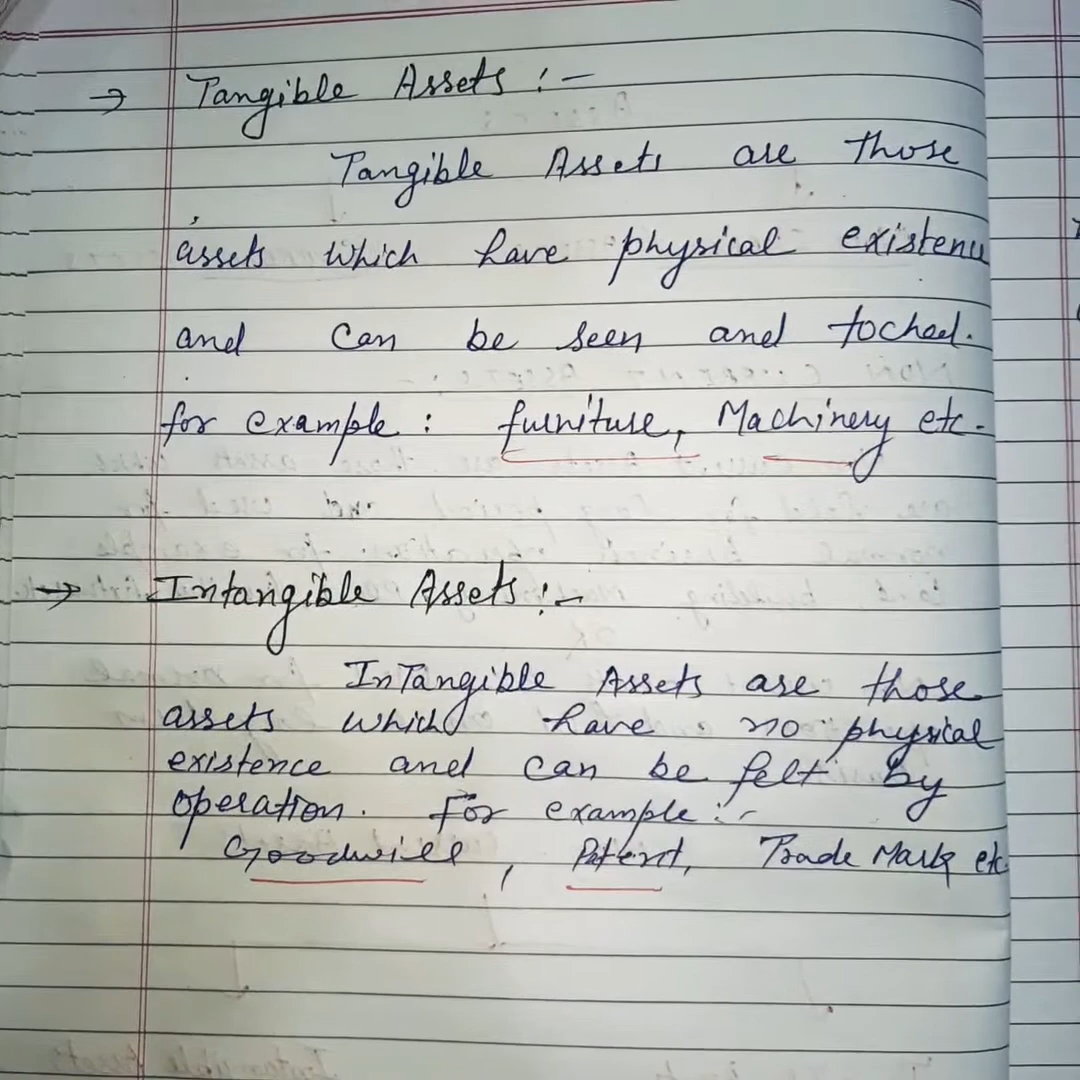 → Tangible Assets :-
Tangible Assets are those
assets which have physical existence
and can be seen and toched.
for example : furniture, Machinery etc.
→ Intangible Assets :-
InTangible Assets are those
assets which have no physical
existence and can be felt by
operation. For example :-
Goodwill, Patent, Trade Mark etc